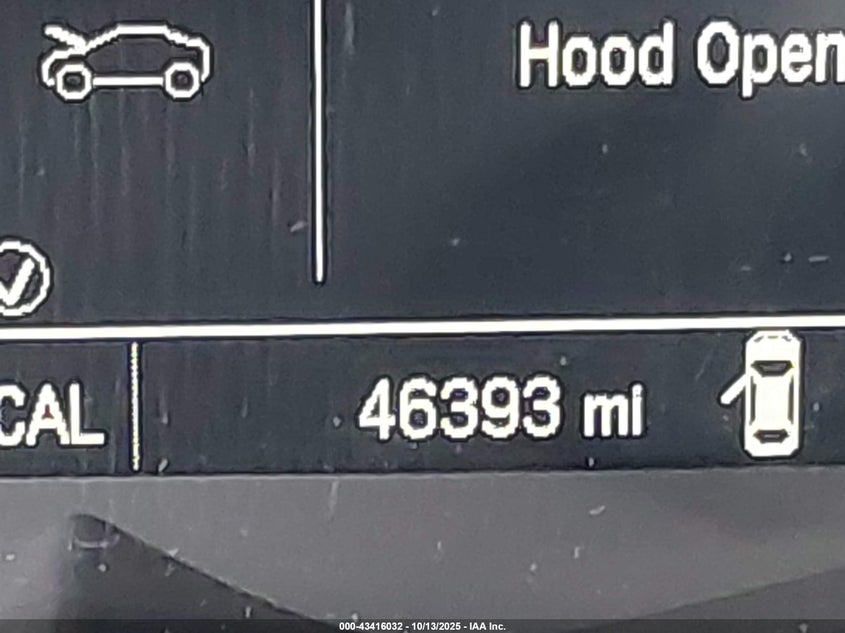 Hood Open
CAL
46393 mi
000-43416032 - 10/13/2025 - IAA Inc.